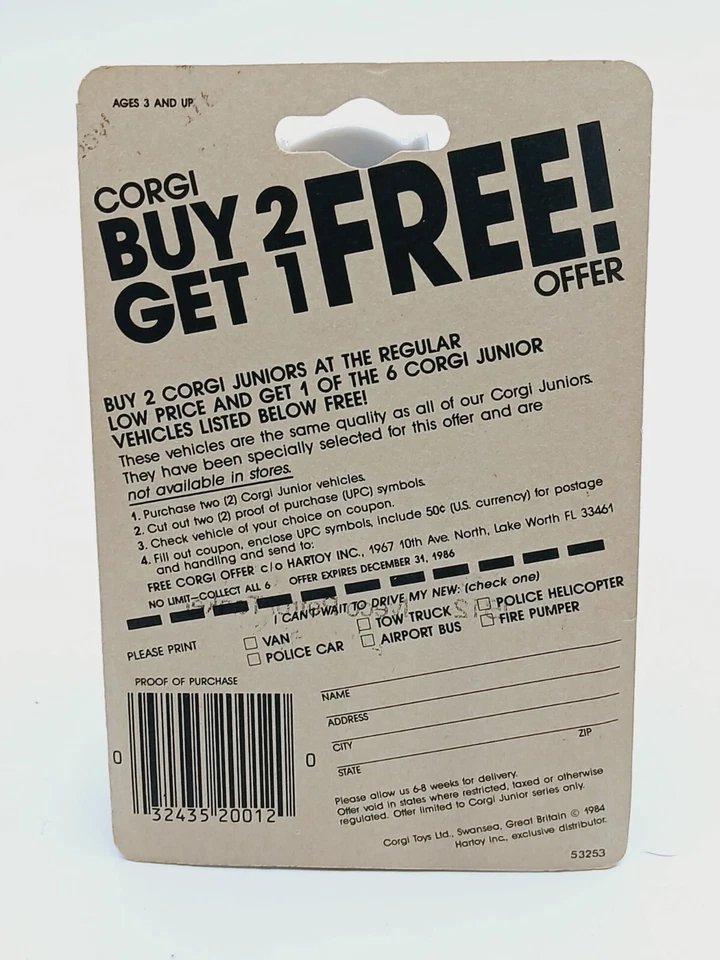 AGES 3 AND UP
CORGI
BUY 2
GET 1
FREE!
OFFER
BUY 2 CORGI JUNIORS AT THE REGULAR
LOW PRICE AND GET 1 OF THE 6 CORGI JUNIOR
VEHICLES LISTED BELOW FREE!
These vehicles are the same quality as all of our Corgi Juniors.
They have been specially selected for this offer and are
not available in stores.
1. Purchase two (2) Corgi Junior vehicles.
2. Cut out two (2) proof of purchase (UPC) symbols.
3. Check vehicle of your choice on coupon.
4. Fill out coupon, enclose UPC symbols, include 50¢ (U.S. currency) for postage
and handling and send to:
FREE CORGI OFFER c/o HARTOY INC., 1967 10th Ave. North, Lake Worth FL 33461
NO LIMIT–COLLECT ALL 6 OFFER EXPIRES DECEMBER 31, 1986
I CAN'T WAIT TO DRIVE MY NEW: (check one)
PLEASE PRINT
VAN TOW TRUCK POLICE HELICOPTER
POLICE CAR AIRPORT BUS FIRE PUMPER
PROOF OF PURCHASE
0 32435 20012 0
NAME
ADDRESS
CITY
STATE ZIP
Please allow us 6-8 weeks for delivery.
Offer void in states where restricted, taxed or otherwise
regulated. Offer limited to Corgi Junior series only.
Corgi Toys Ltd., Swansea, Great Britain © 1984
Hartoy Inc., exclusive distributor.
53253